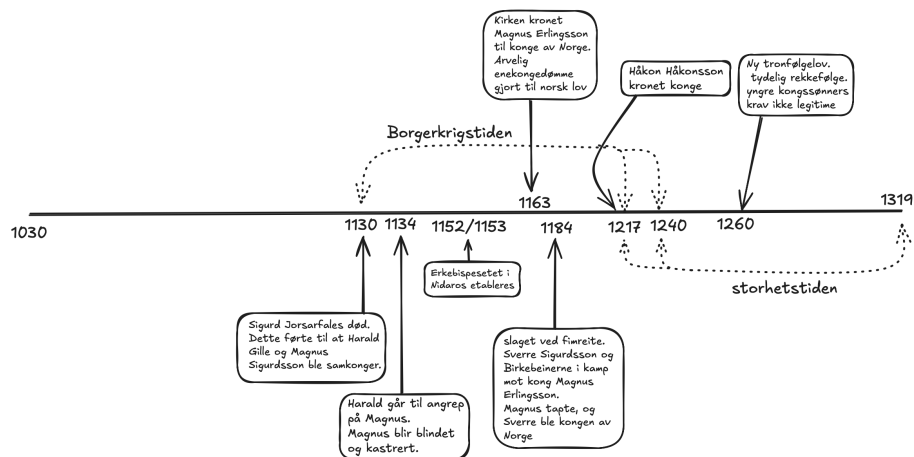 Kirken kronet
Magnus Erlingsson
til konge av Norge.
Arvelig
enekongedømme
gjort til norsk lov
Håkon Håkonsson
kronet konge
Ny tronfølgelov.
tydelig rekkefølge.
yngre kongssønners
krav ikke legitime
Borgerkrigstiden
1030
1130
1134
1152/1153
1163
1184
1217
1240
1260
1319
storhetstiden
Erkebispesetet i
Nidaros etableres
Sigurd Jorsarfales død.
Dette førte til at Harald
Gille og Magnus
Sigurdsson ble samkonger.
Harald går til angrep
på Magnus.
Magnus blir blindet
og kastrert.
slaget ved fimreite.
Sverre Sigurdsson og
Birkebeinerne i kamp
mot kong Magnus
Erlingsson.
Magnus tapte, og
Sverre ble kongen av
Norge